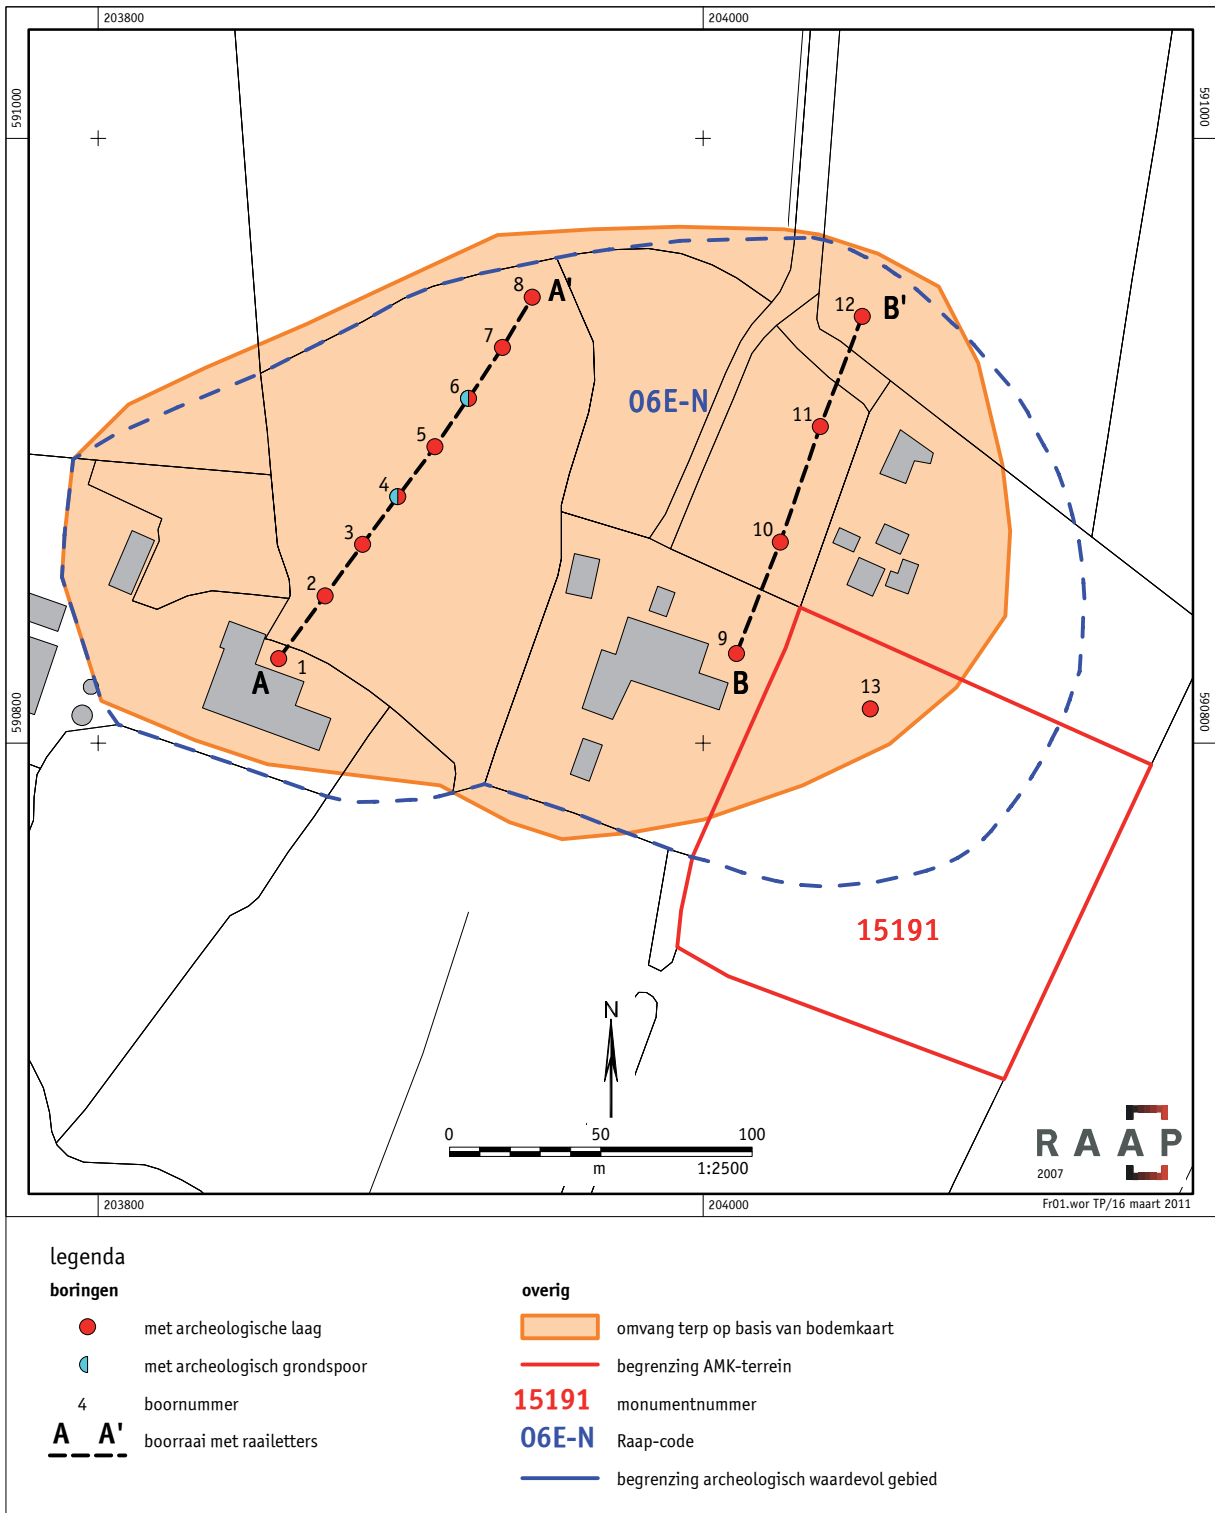 203800 204000
591000 591000
8 A'
12 B'
7
6
06E-N
11
5
4
10
3
2
9
1
A
B
13
590800 590800
15191
N
0 50 100
m 1:2500
RAAP
2007
203800 204000
Fr01.wor TP/16 maart 2011
legenda
boringen
met archeologische laag
met archeologisch grondspoor
4 boornummer
A A' boorraai met raailetters
overig
omvang terp op basis van bodemkaart
begrenzing AMK-terrein
15191 monumentnummer
06E-N Raap-code
begrenzing archeologisch waardevol gebied